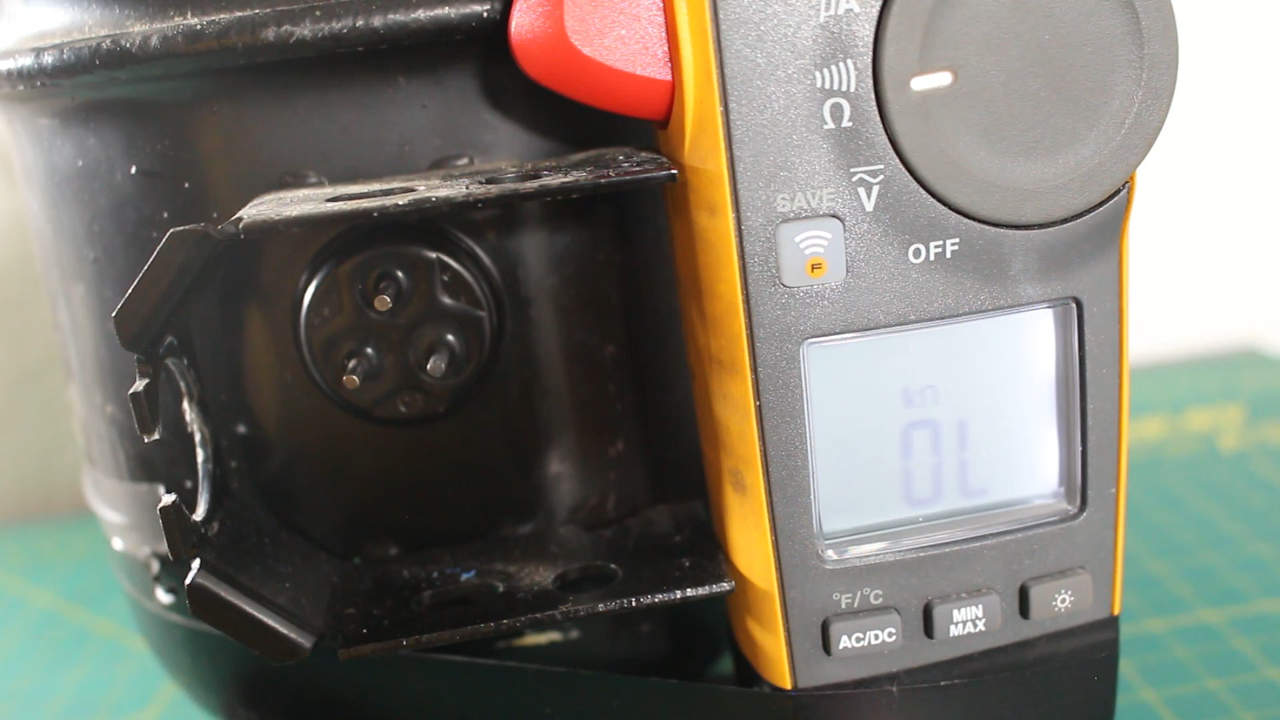 µA
Ω
SAVE
V
F
OFF
kΩ
OL
°F/°C
AC/DC
MIN
MAX